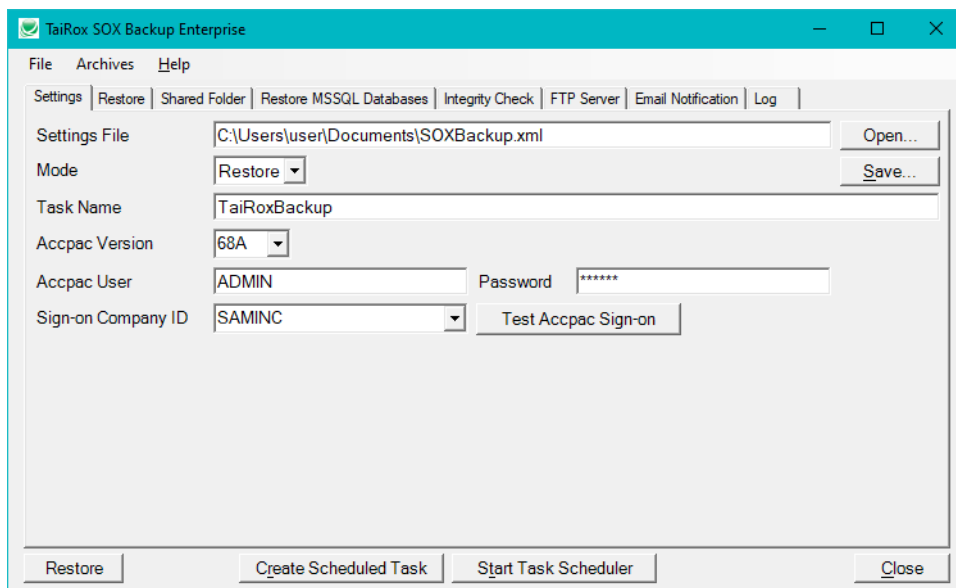 TaiRox SOX Backup Enterprise
File Archives Help
Settings Restore Shared Folder Restore MSSQL Databases Integrity Check FTP Server Email Notification Log
Settings File C:\Users\user\Documents\SOXBackup.xml Open...
Mode Restore Save...
Task Name TaiRoxBackup
Accpac Version 68A
Accpac User ADMIN Password ******
Sign-on Company ID SAMINC Test Accpac Sign-on
Restore Create Scheduled Task Start Task Scheduler Close